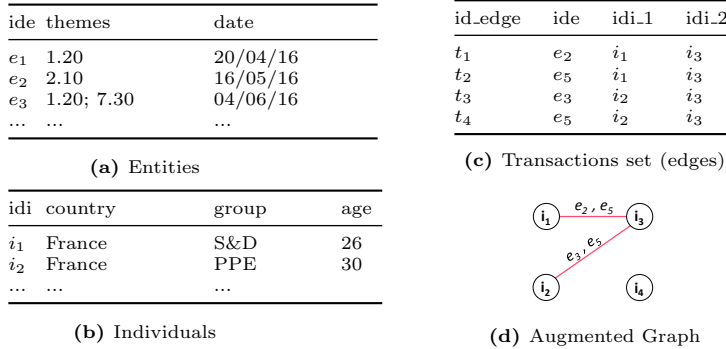 ide themes date
e1 1.20 20/04/16
e2 2.10 16/05/16
e3 1.20; 7.30 04/06/16
... ... ...
(a) Entities
idi country group age
i1 France S&D 26
i2 France PPE 30
... ... ...
(b) Individuals
id_edge ide idi_1 idi_2
t1 e2 i1 i3
t2 e5 i1 i3
t3 e3 i2 i3
t4 e5 i2 i3
(c) Transactions set (edges)
i1 e2 , e5 i3
e3, e5
i2 i4
(d) Augmented Graph